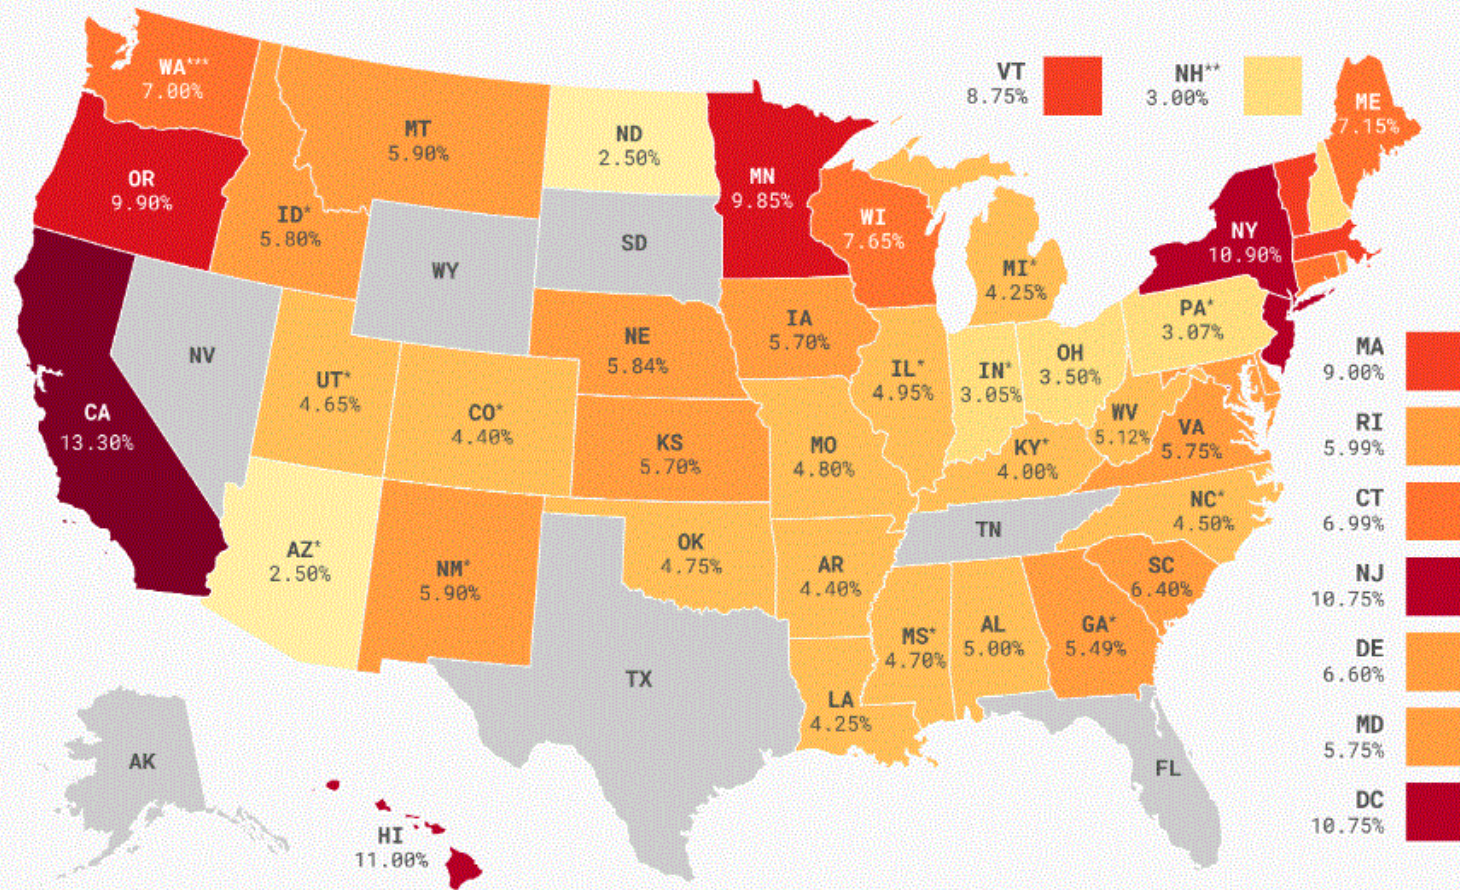 WA***
7.00%
MT
5.90%
ND
2.50%
MN
9.85%
VT
8.75%
NH**
3.00%
ME
7.15%
OR
9.90%
ID*
5.80%
WY
SD
WI
7.65%
MI*
4.25%
NY
10.90%
CA
13.30%
NV
UT*
4.65%
CO*
4.40%
NE
5.84%
KS
5.70%
IA
5.70%
MO
4.80%
IL*
4.95%
IN*
3.05%
OH
3.50%
PA*
3.07%
KY*
4.00%
WV
5.12%
VA
5.75%
MA
9.00%
RI
5.99%
CT
6.99%
NJ
10.75%
DE
6.60%
MD
5.75%
DC
10.75%
AZ*
2.50%
NM*
5.90%
OK
4.75%
AR
4.40%
TN
NC*
4.50%
SC
6.40%
TX
LA
4.25%
MS*
4.70%
AL
5.00%
GA*
5.49%
FL
AK
HI
11.00%